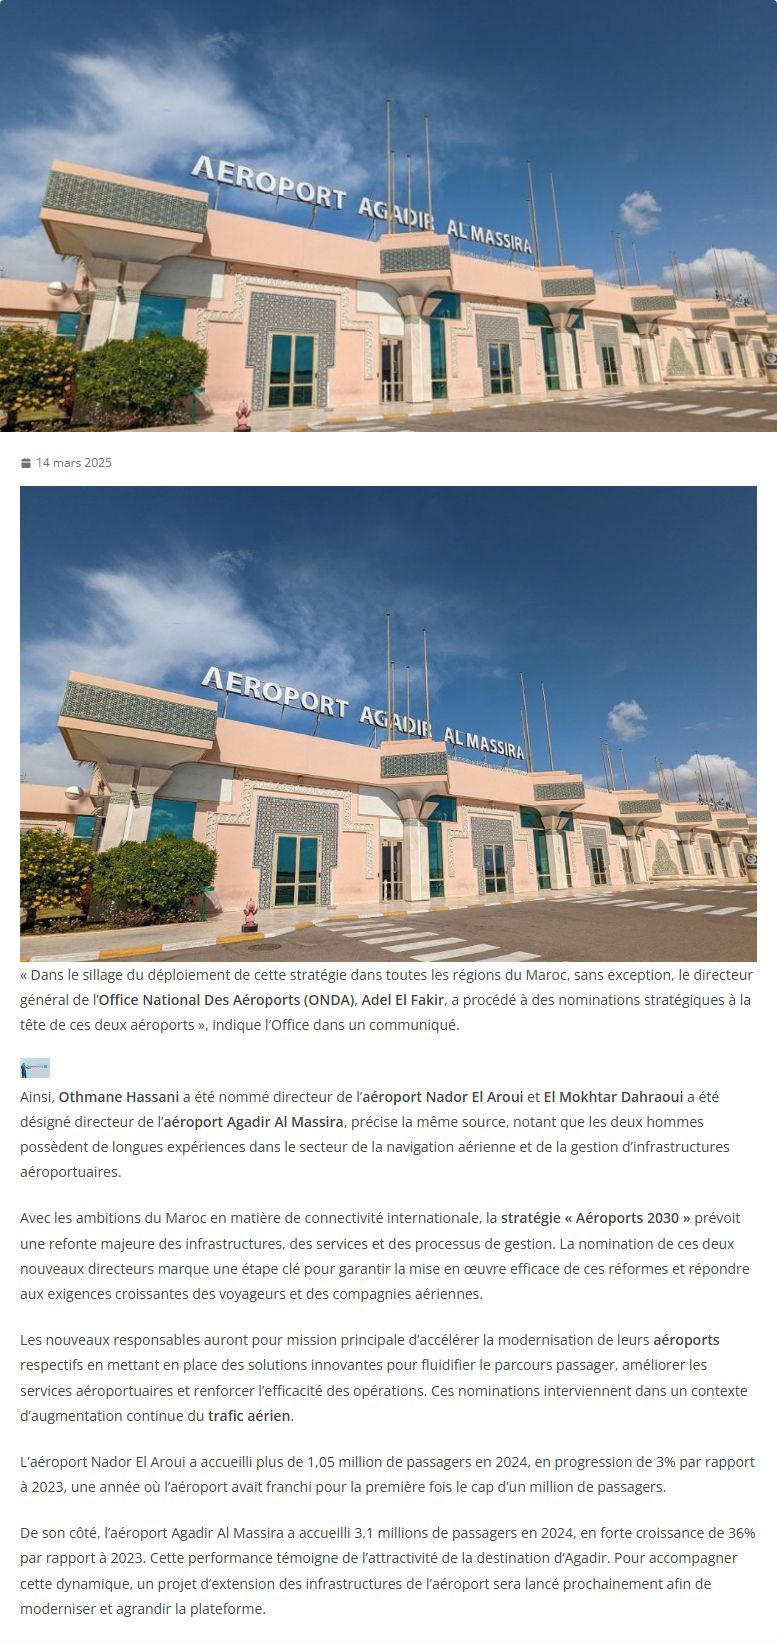 AEROPORT AGADIR AL MASSIRA
14 mars 2025
AEROPORT AGADIR AL MASSIRA
« Dans le sillage du déploiement de cette stratégie dans toutes les régions du Maroc, sans exception, le directeur
général de l’Office National Des Aéroports (ONDA), Adel El Fakir, a procédé à des nominations stratégiques à la
tête de ces deux aéroports », indique l’Office dans un communiqué.
Ainsi, Othmane Hassani a été nommé directeur de l’aéroport Nador El Aroui et El Mokhtar Dahraoui a été
désigné directeur de l’aéroport Agadir Al Massira, précise la même source, notant que les deux hommes
possèdent de longues expériences dans le secteur de la navigation aérienne et de la gestion d’infrastructures
aéroportuaires.
Avec les ambitions du Maroc en matière de connectivité internationale, la stratégie « Aéroports 2030 » prévoit
une refonte majeure des infrastructures, des services et des processus de gestion. La nomination de ces deux
nouveaux directeurs marque une étape clé pour garantir la mise en œuvre efficace de ces réformes et répondre
aux exigences croissantes des voyageurs et des compagnies aériennes.
Les nouveaux responsables auront pour mission principale d’accélérer la modernisation de leurs aéroports
respectifs en mettant en place des solutions innovantes pour fluidifier le parcours passager, améliorer les
services aéroportuaires et renforcer l’efficacité des opérations. Ces nominations interviennent dans un contexte
d’augmentation continue du trafic aérien.
L’aéroport Nador El Aroui a accueilli plus de 1,05 million de passagers en 2024, en progression de 3% par rapport
à 2023, une année où l’aéroport avait franchi pour la première fois le cap d’un million de passagers.
De son côté, l’aéroport Agadir Al Massira a accueilli 3,1 millions de passagers en 2024, en forte croissance de 36%
par rapport à 2023. Cette performance témoigne de l’attractivité de la destination d’Agadir. Pour accompagner
cette dynamique, un projet d’extension des infrastructures de l’aéroport sera lancé prochainement afin de
moderniser et agrandir la plateforme.